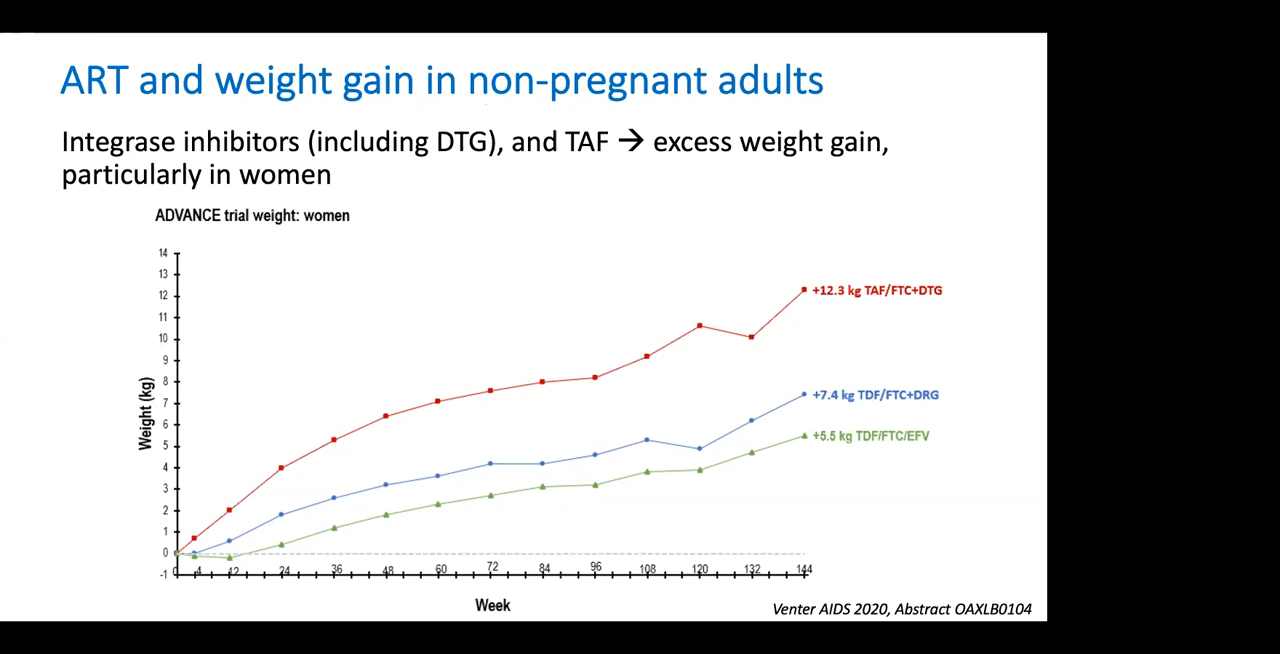 ART and weight gain in non-pregnant adults
Integrase inhibitors (including DTG), and TAF → excess weight gain,
particularly in women
ADVANCE trial weight: women
14
13
12
11
10
9
8
7
6
5
4
3
2
1
0
-1
Weight (kg)
+12.3 kg TAF/FTC+DTG
+7.4 kg TDF/FTC+DRG
+5.5 kg TDF/FTC/EFV
0 4 12 24 36 48 60 72 84 96 108 120 132 144
Week
Venter AIDS 2020, Abstract OAXLB0104